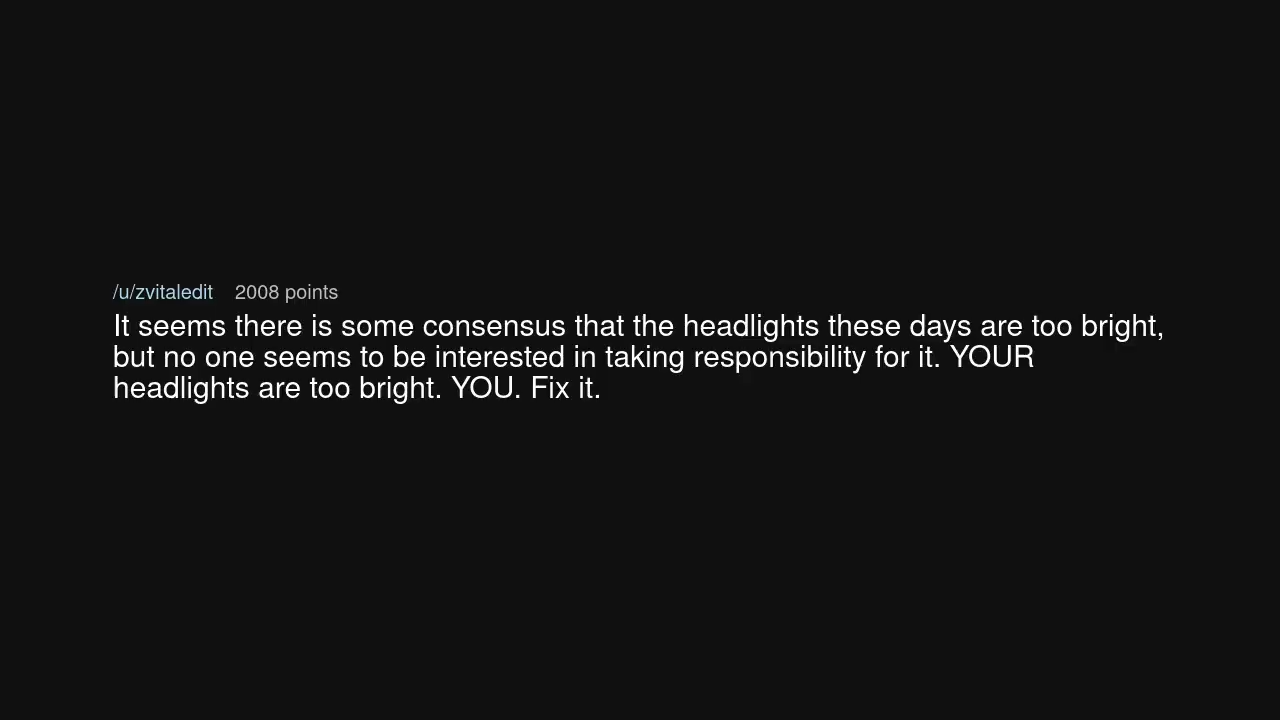 /u/zvitaledit 2008 points
It seems there is some consensus that the headlights these days are too bright,
but no one seems to be interested in taking responsibility for it. YOUR
headlights are too bright. YOU. Fix it.